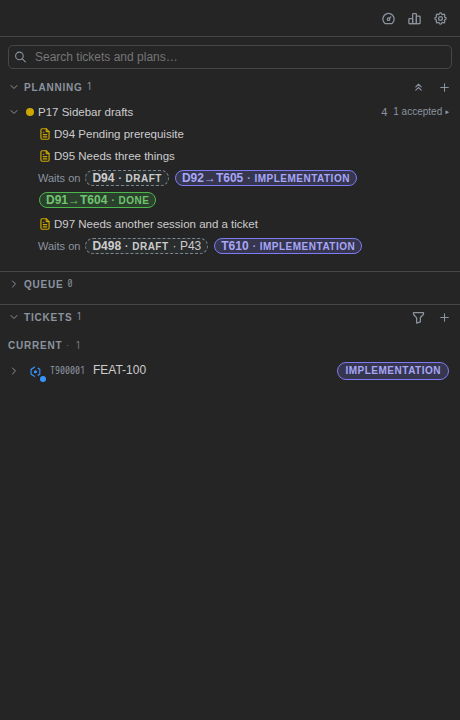 Search tickets and plans…
PLANNING 1
P17 Sidebar drafts 4 1 accepted ▸
D94 Pending prerequisite
D95 Needs three things
Waits on D94 · DRAFT D92→T605 · IMPLEMENTATION
D91→T604 · DONE
D97 Needs another session and a ticket
Waits on D498 · DRAFT · P43 T610 · IMPLEMENTATION
QUEUE 0
TICKETS 1
CURRENT · 1
T900001 FEAT-100 IMPLEMENTATION